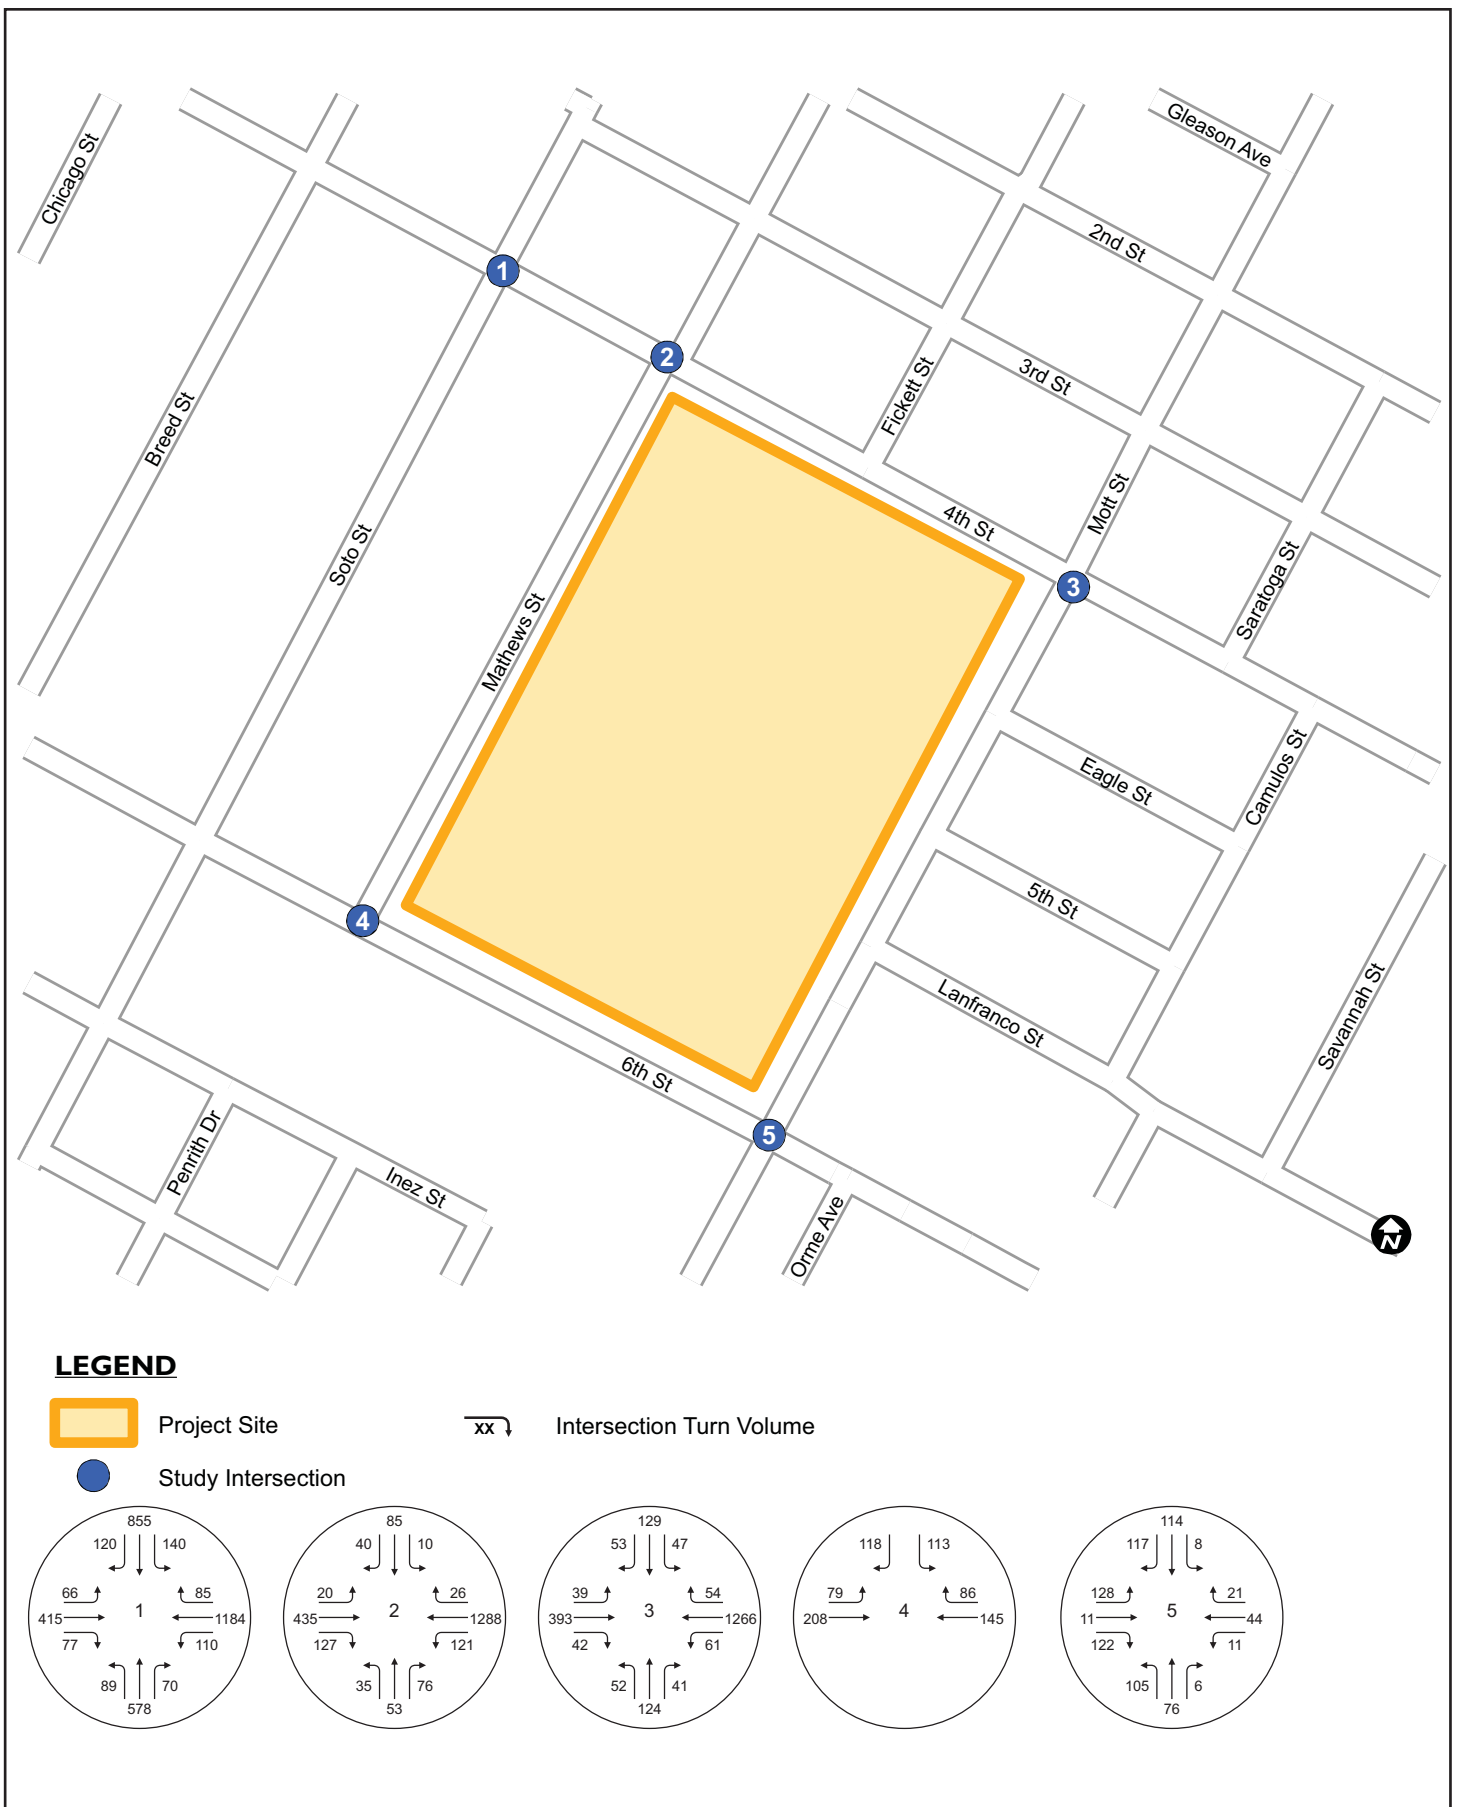 Gleason Ave
Chicago St
2nd St
1
2
3rd St
Fickett St
Breed St
Mott St
4th St
Soto St
Saratoga St
3
Mathews St
Eagle St
Camulos St
5th St
4
Savannah St
Lanfranco St
6th St
5
Penrith Dr
Inez St
Orme Ave
N
LEGEND
Project Site
xx
Intersection Turn Volume
Study Intersection
855
120 140
66 85
415 1 1184
77 110
89 70
578
85
40 10
20 26
435 2 1288
127 121
35 76
53
129
53 47
39 54
393 3 1266
42 61
52 41
124
118 113
79 86
208 4 145
114
117 8
128 21
11 5 44
122 11
105 6
76